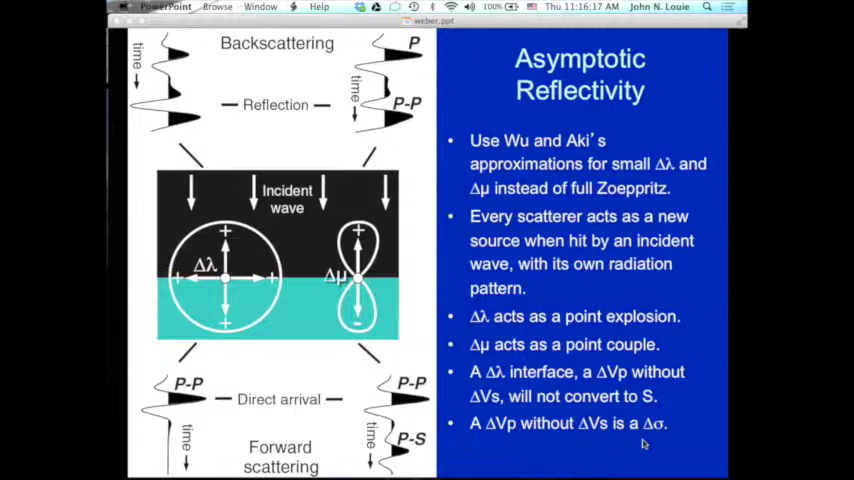 PowerPoint Browse Window Help 100% Thu 11:16:17 AM John N. Louie
weber.ppt
Backscattering
P
time
time
Reflection
P-P
Incident
wave
+
+
Δλ
+
+
+
Δμ
+
-
P-P
Direct arrival
P-P
time
time
P-S
Forward
scattering
Asymptotic
Reflectivity
• Use Wu and Aki's
approximations for small Δλ and
Δμ instead of full Zoeppritz.
• Every scatterer acts as a new
source when hit by an incident
wave, with its own radiation
pattern.
• Δλ acts as a point explosion.
• Δμ acts as a point couple.
• A Δλ interface, a ΔVp without
ΔVs, will not convert to S.
• A ΔVp without ΔVs is a Δσ.